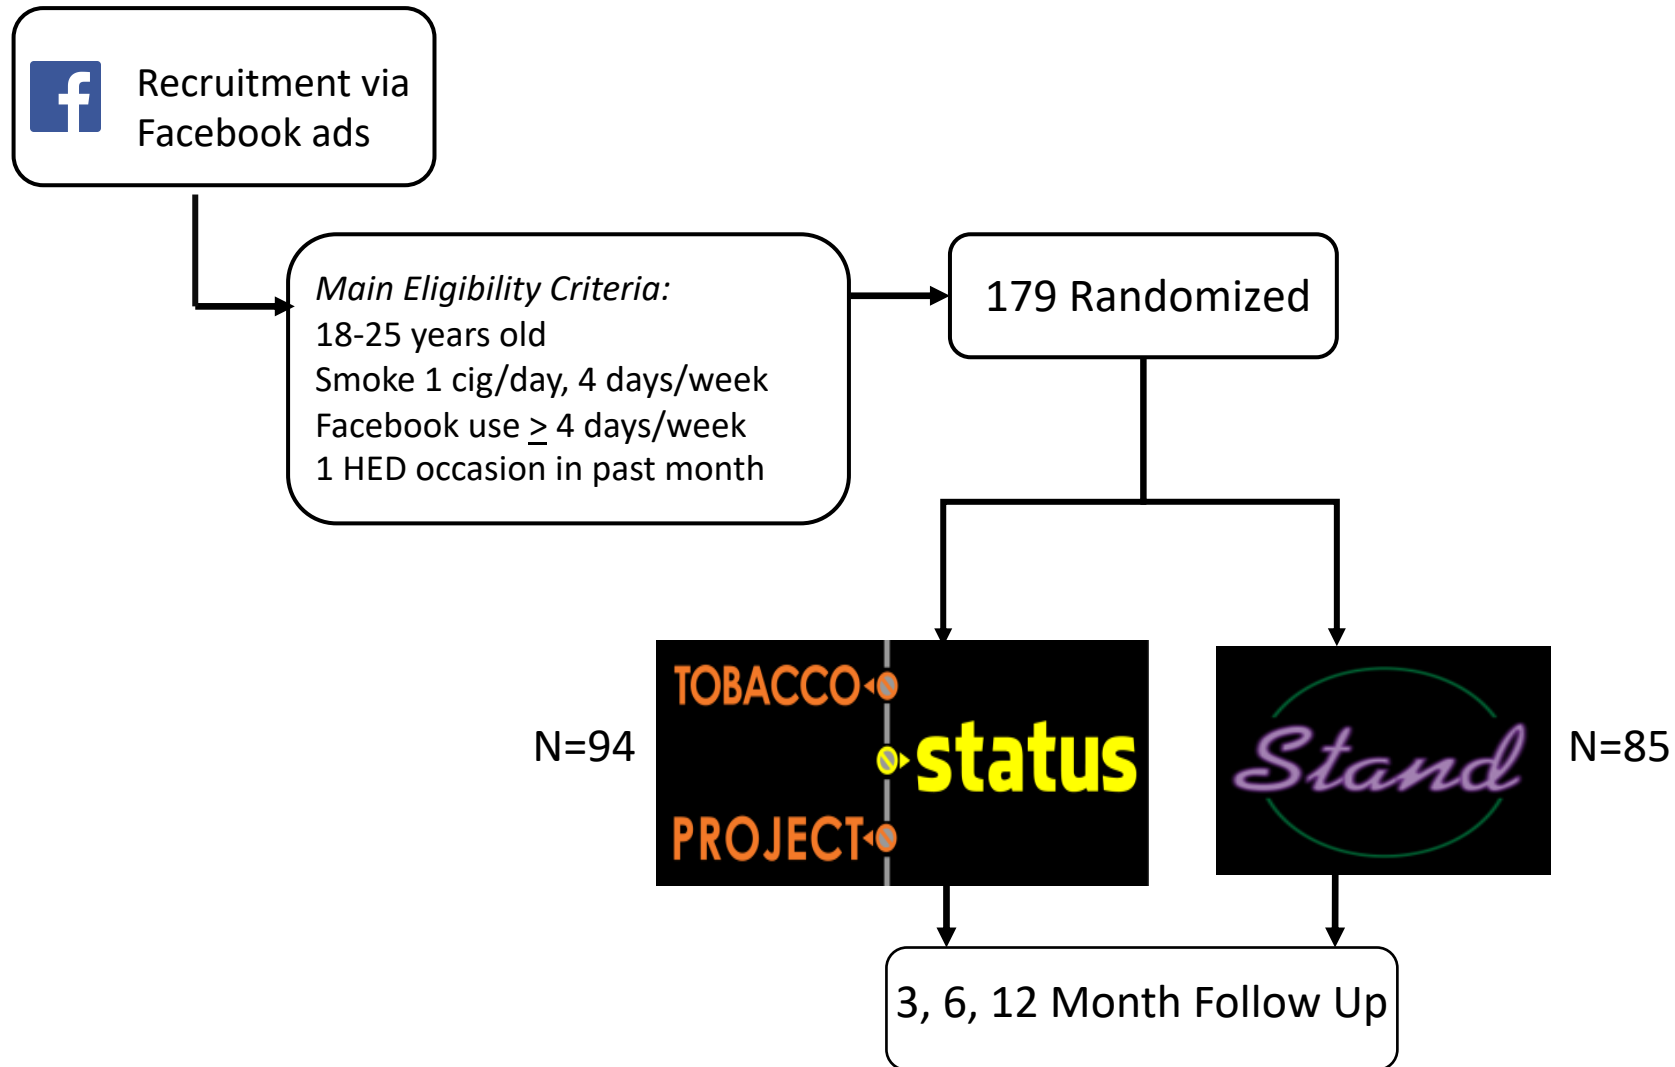 f
Recruitment via
Facebook ads
Main Eligibility Criteria:
18-25 years old
Smoke 1 cig/day, 4 days/week
Facebook use ≥ 4 days/week
1 HED occasion in past month
179 Randomized
N=94
TOBACCO
status
PROJECT
Stand
N=85
3, 6, 12 Month Follow Up